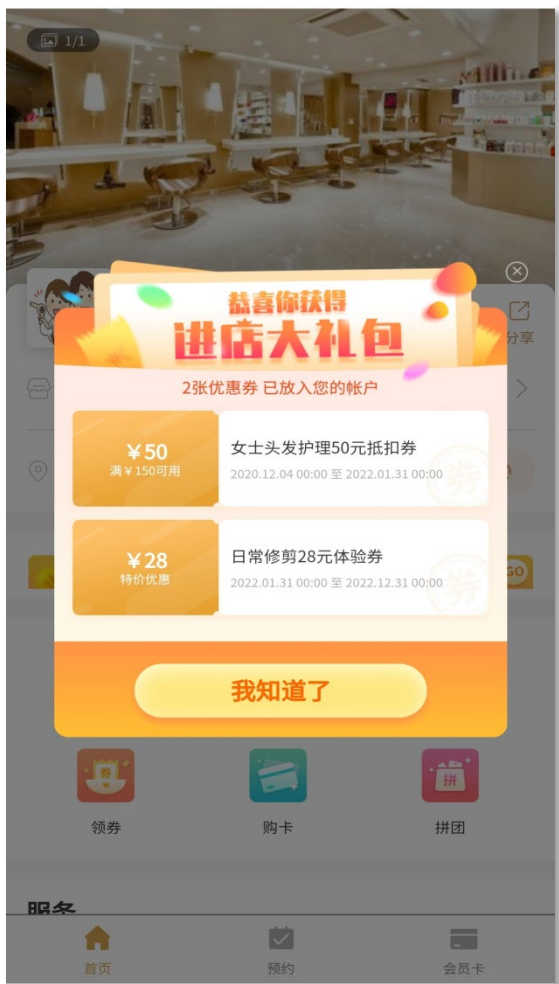 1/1
恭喜你获得
进店大礼包
分享
2张优惠券 已放入您的帐户
￥50
满￥150可用
女士头发护理50元抵扣券
2020.12.04 00:00 至 2022.01.31 00:00
券
￥28
特价优惠
日常修剪28元体验券
2022.01.31 00:00 至 2022.12.31 00:00
券
GO
我知道了
券
拼
领券
购卡
拼团
服务
首页
预约
会员卡